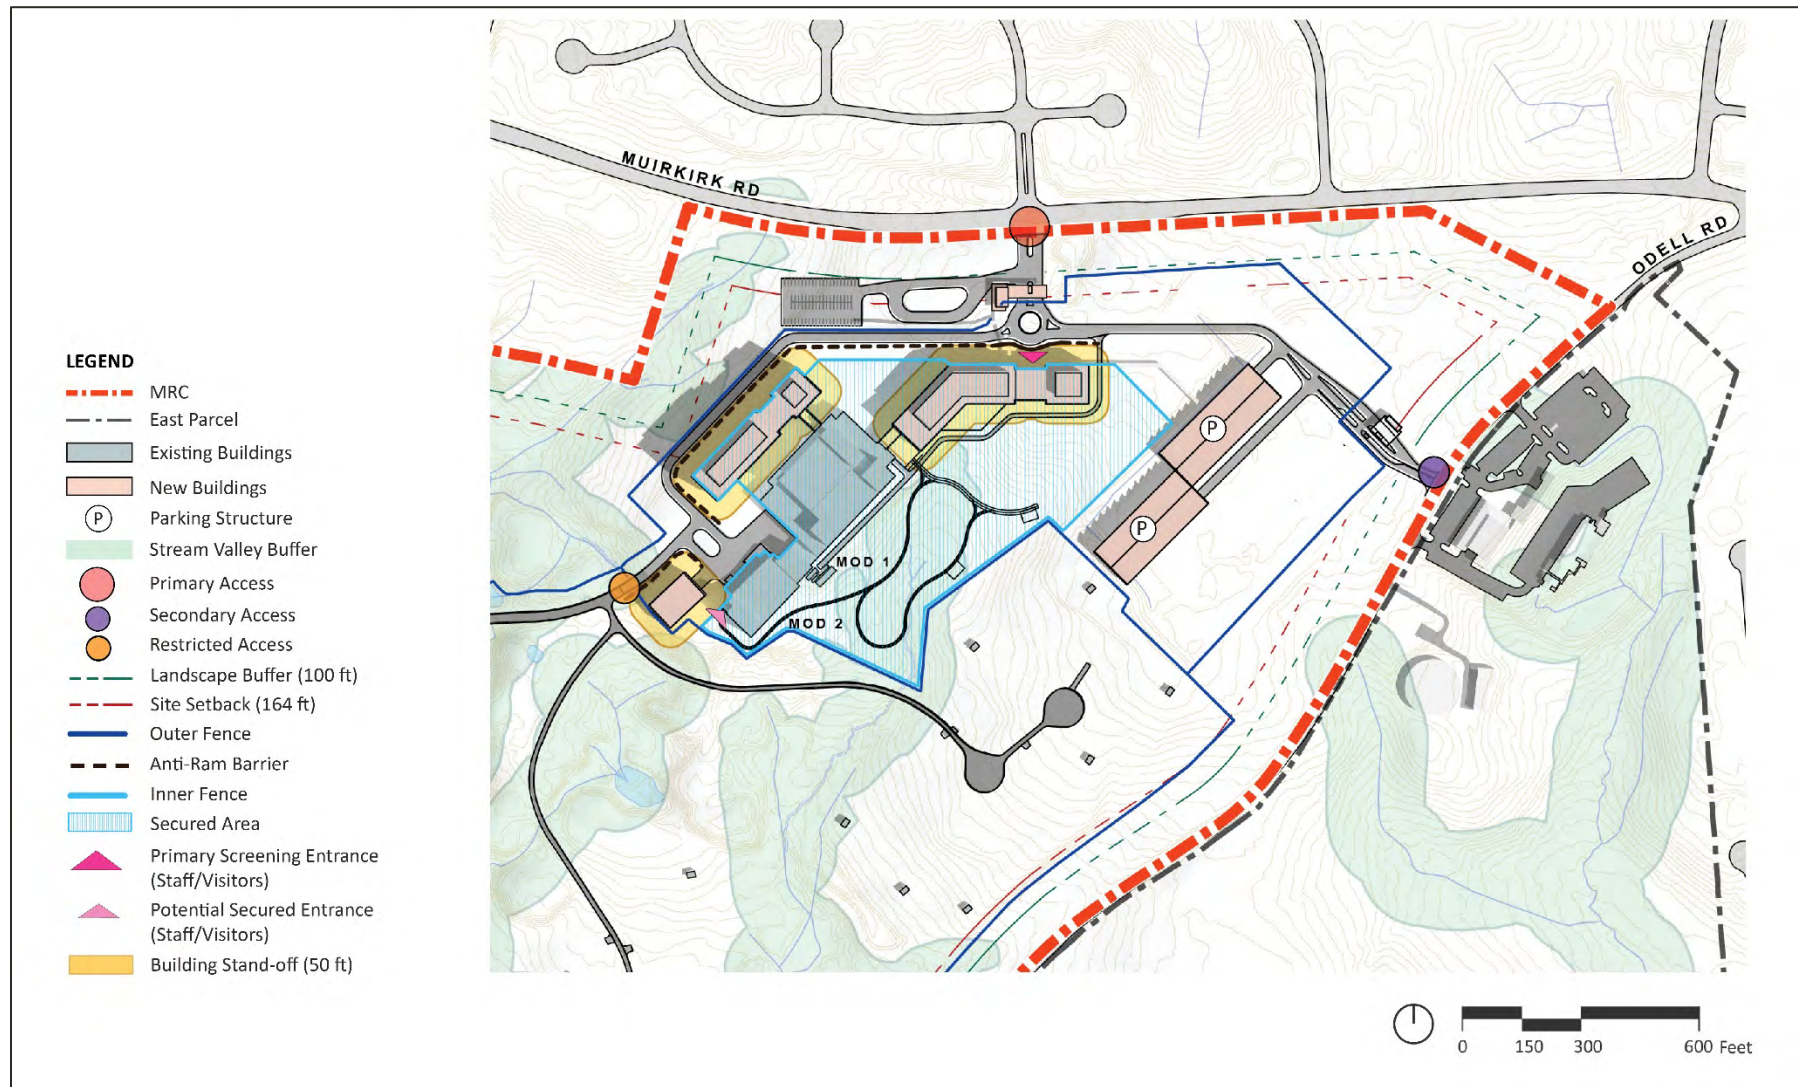 MUIRKIRK RD
ODELL RD
LEGEND
MRC
East Parcel
Existing Buildings
New Buildings
P
Parking Structure
Stream Valley Buffer
Primary Access
Secondary Access
Restricted Access
Landscape Buffer (100 ft)
Site Setback (164 ft)
Outer Fence
Anti-Ram Barrier
Inner Fence
Secured Area
Primary Screening Entrance
(Staff/Visitors)
Potential Secured Entrance
(Staff/Visitors)
Building Stand-off (50 ft)
P
P
MOD 1
MOD 2
0 150 300 600 Feet